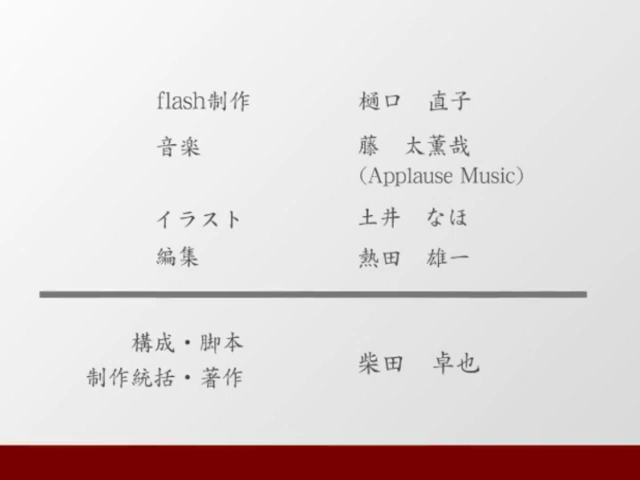 flash制作　樋口　直子
音楽　藤　太薫哉
(Applause Music)
イラスト　土井　なほ
編集　熱田　雄一
構成・脚本
制作統括・著作　柴田　卓也